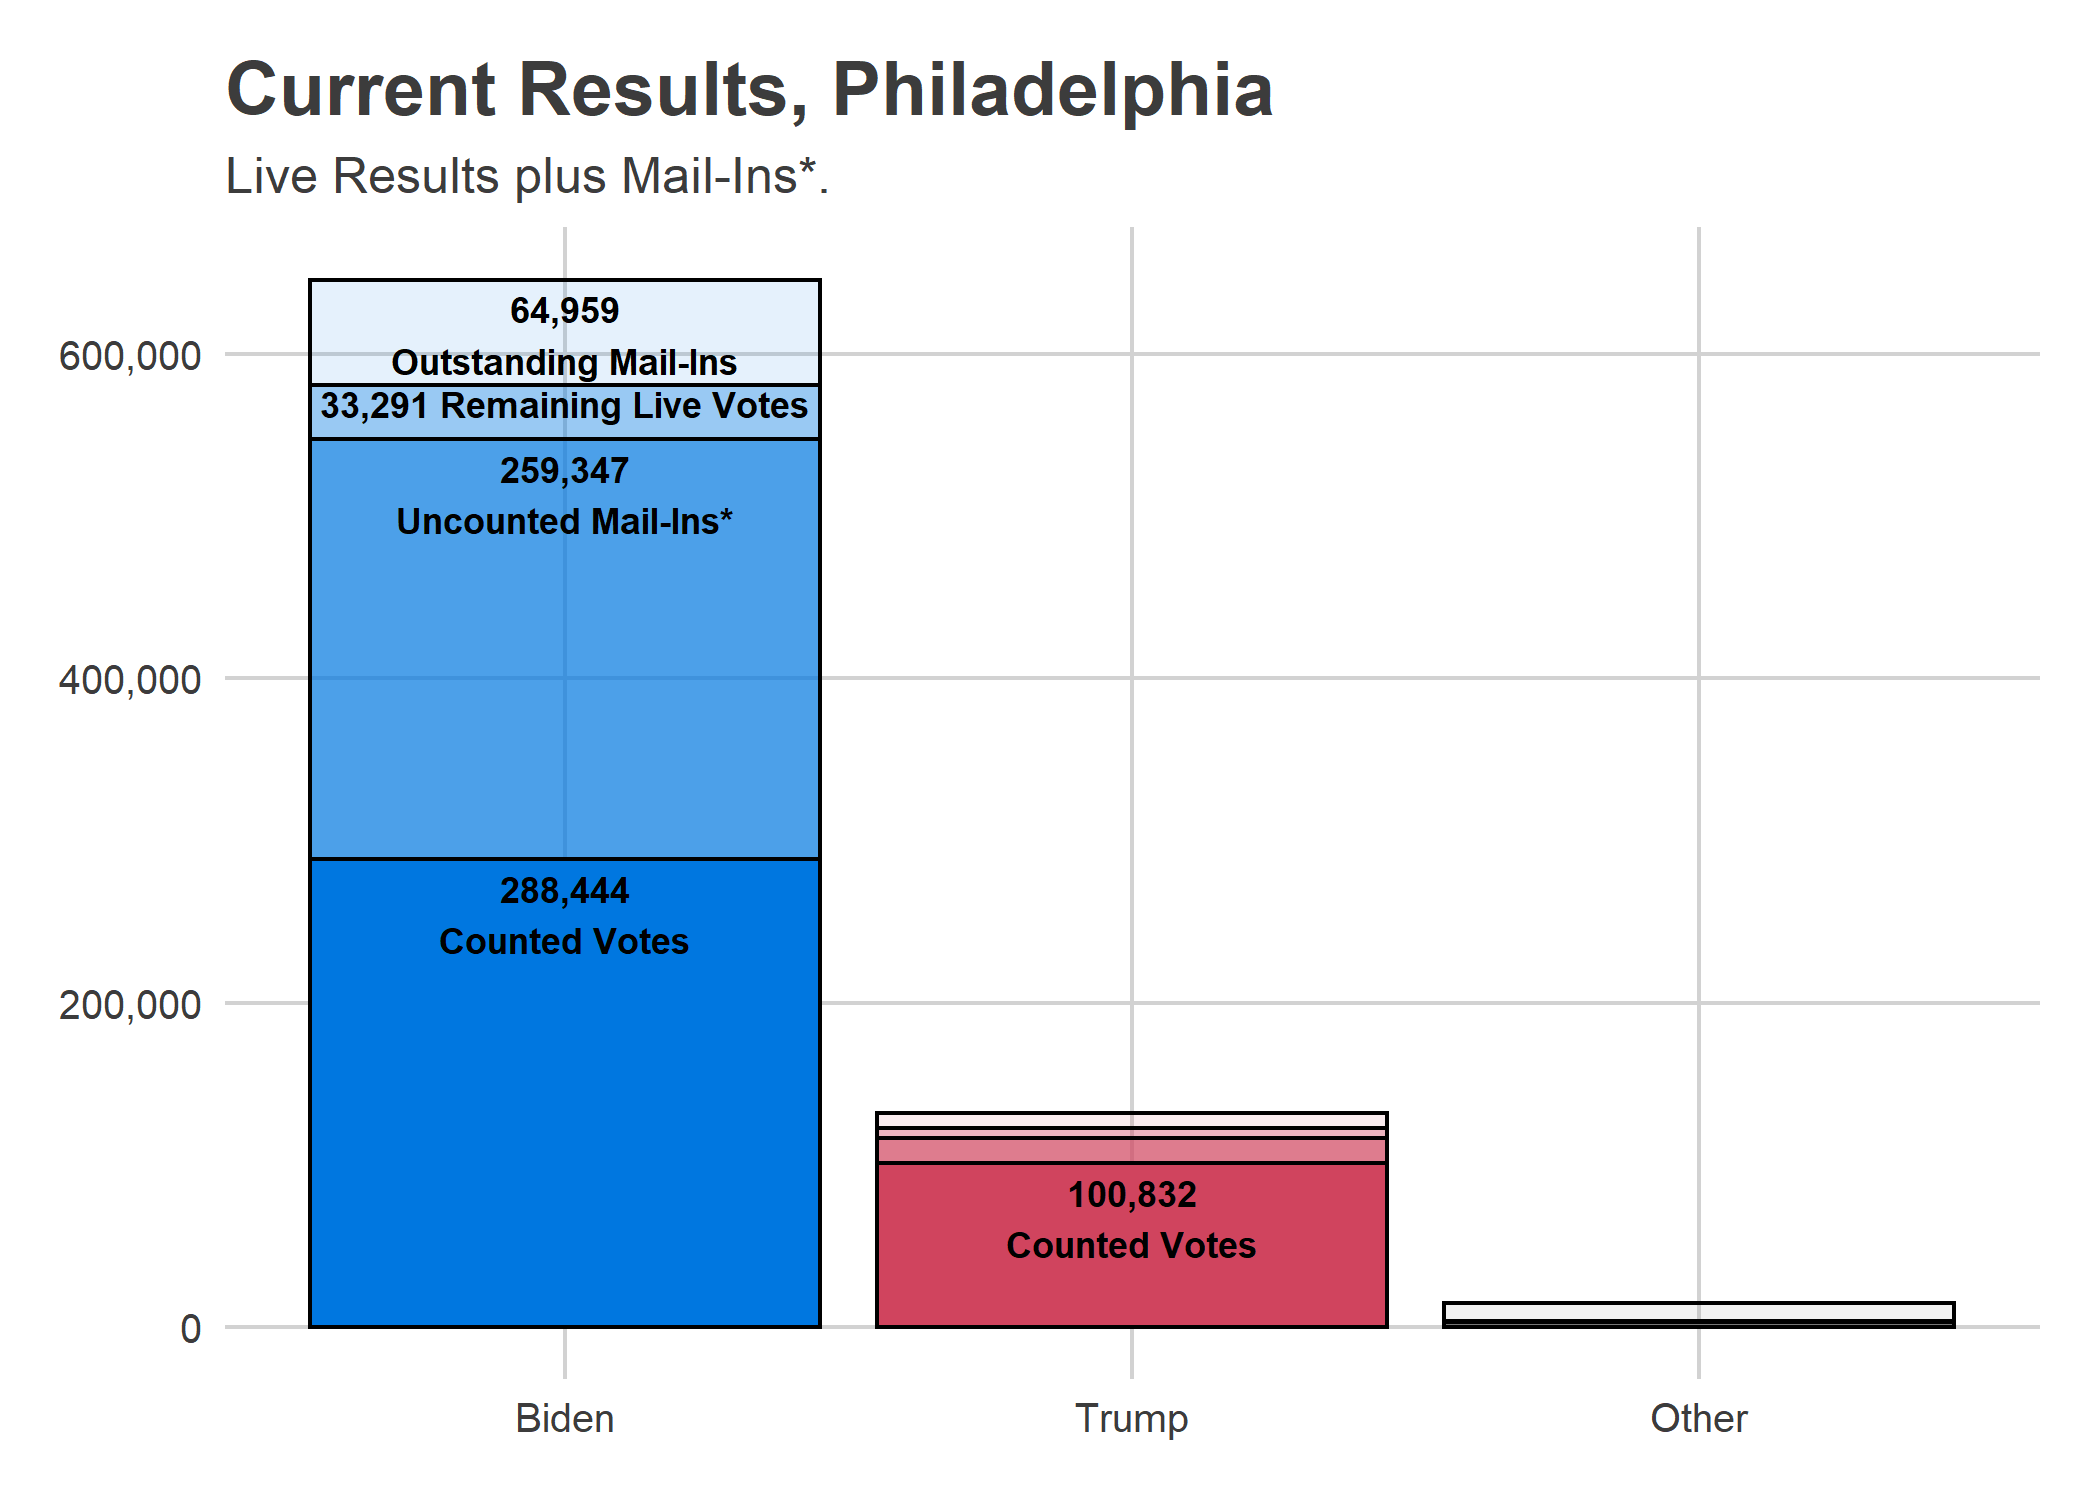 Current Results, Philadelphia
Live Results plus Mail-Ins*.
600,000
400,000
200,000
0
64,959
Outstanding Mail-Ins
33,291 Remaining Live Votes
259,347
Uncounted Mail-Ins*
288,444
Counted Votes
100,832
Counted Votes
Biden
Trump
Other